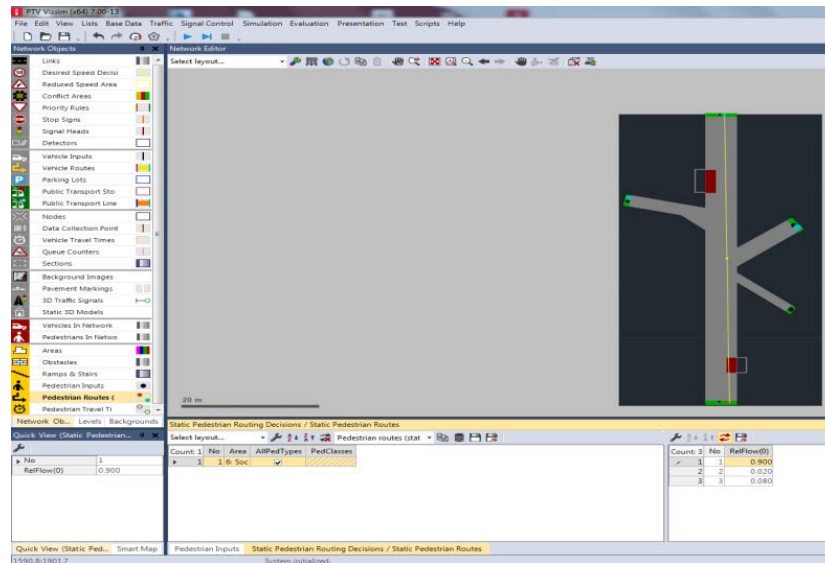 PTV Vissim (x64) 7.00-13
File Edit View Lists Base Data Traffic Signal Control Simulation Evaluation Presentation Test Scripts Help
Network Objects
Network Editor
Select layout...
Links
Desired Speed Decisi
Reduced Speed Area
Conflict Areas
Priority Rules
Stop Signs
Signal Heads
Detectors
Vehicle Inputs
Vehicle Routes
Parking Lots
Public Transport Sto
Public Transport Line
Nodes
Data Collection Point
Vehicle Travel Times
Queue Counters
Sections
Background Images
Pavement Markings
3D Traffic Signals
Static 3D Models
Vehicles In Network
Pedestrians In Netwo
Areas
Obstacles
Ramps & Stairs
Pedestrian Inputs
Pedestrian Routes (
Pedestrian Travel Ti
20 m
Network Ob... Levels Backgrounds
Static Pedestrian Routing Decisions / Static Pedestrian Routes
Quick View (Static Pedestrian...
Select layout... Pedestrian routes (stat
No 1
RelFlow(0) 0.900
Count: 1 No Area AllPedTypes PedClasses
1 1 6: Soc
Count: 3 No RelFlow(0)
1 1 0.900
2 2 0.020
3 3 0.080
Quick View (Static Ped... Smart Map
Pedestrian Inputs Static Pedestrian Routing Decisions / Static Pedestrian Routes
1590.8:1901.7 System initialized.